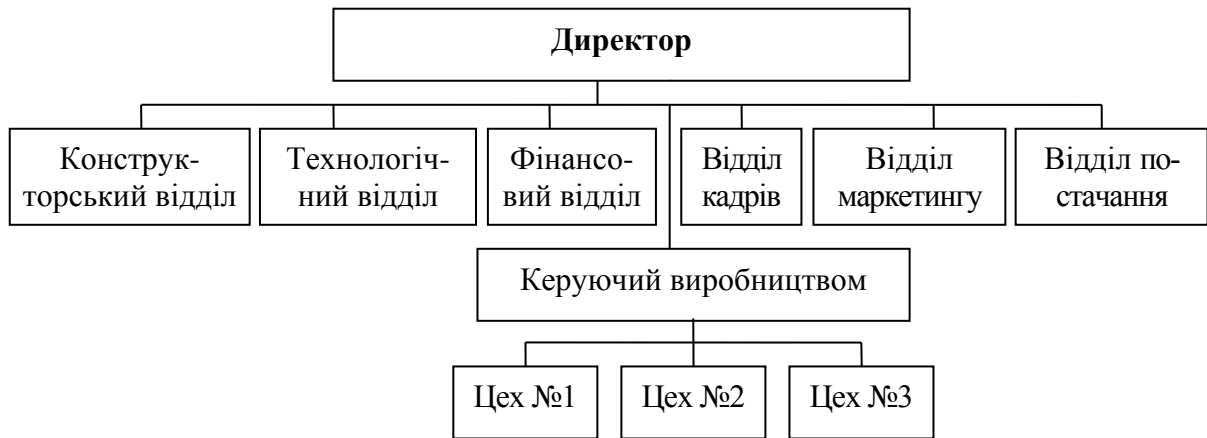 Директор
Конструк-
торський відділ
Технологіч-
ний відділ
Фінансо-
вий відділ
Відділ
кадрів
Відділ
маркетингу
Відділ по-
стачання
Керуючий виробництвом
Цех №1
Цех №2
Цех №3